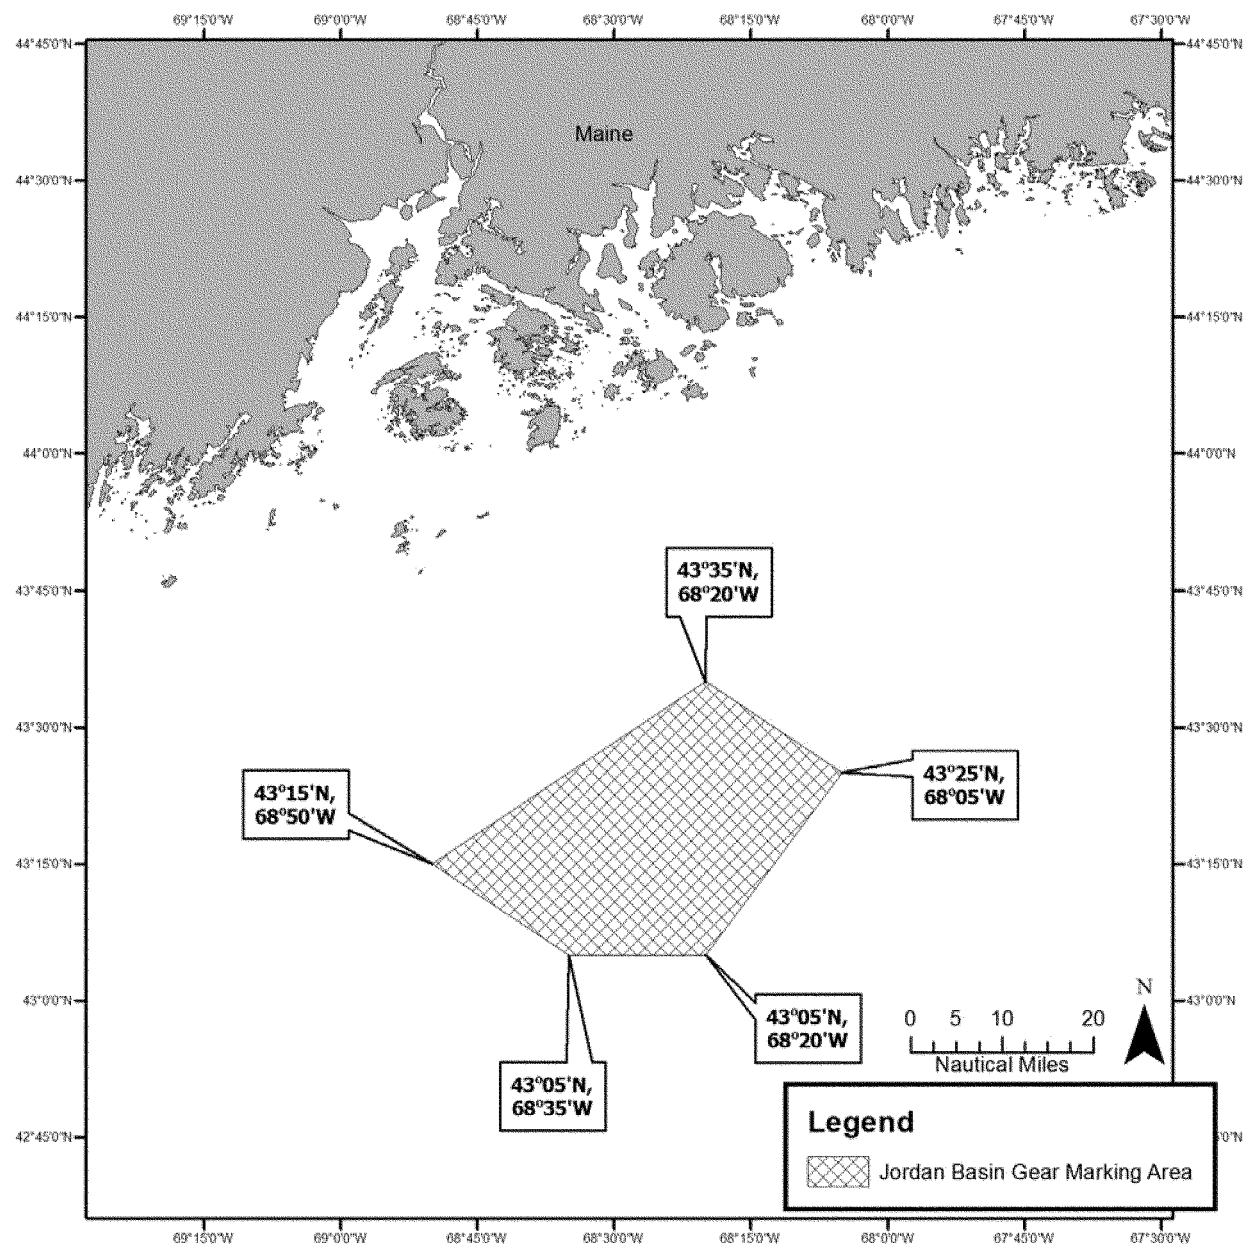 69°15'0"W 69°0'0"W 68°45'0"W 68°30'0"W 68°15'0"W 68°0'0"W 67°45'0"W 67°30'0"W
44°45'0"N 44°45'0"N
Maine
44°30'0"N 44°30'0"N
44°15'0"N 44°15'0"N
44°0'0"N 44°0'0"N
43°45'0"N 43°45'0"N
43°35'N,
68°20'W
43°30'0"N 43°30'0"N
43°25'N,
68°05'W
43°15'N,
68°50'W
43°15'0"N 43°15'0"N
43°0'0"N 43°0'0"N
N
43°05'N,
68°20'W
0 5 10 20
Nautical Miles
43°05'N,
68°35'W
Legend
42°45'0"N 5'0"N
Jordan Basin Gear Marking Area
69°15'0"W 69°0'0"W 68°45'0"W 68°30'0"W 68°15'0"W 68°0'0"W 67°45'0"W 67°30'0"W